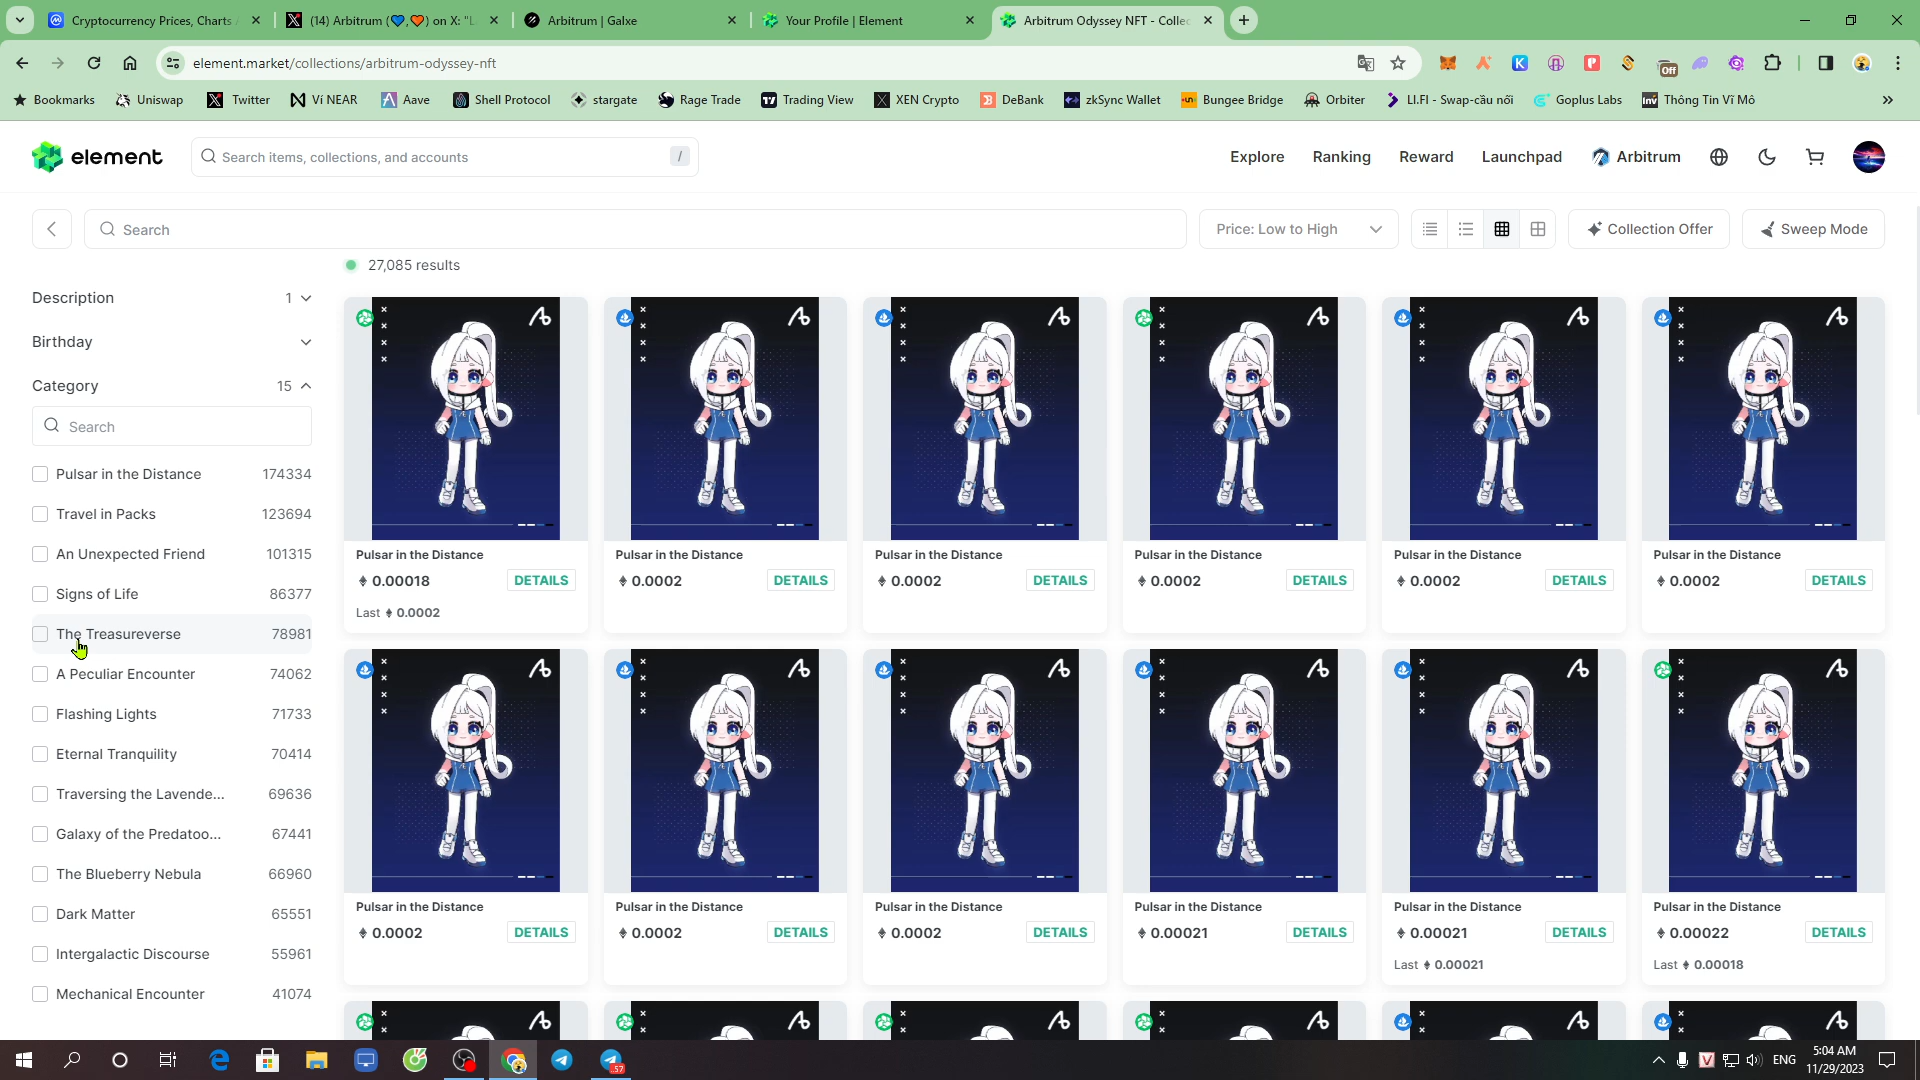 Cryptocurrency Prices, Charts
(14) Arbitrum (💙,🧡) on X: "L
Arbitrum | Galxe
Your Profile | Element
Arbitrum Odyssey NFT - Collec
element.market/collections/arbitrum-odyssey-nft
Off
Bookmarks
Uniswap
Twitter
Ví NEAR
Aave
Shell Protocol
stargate
Rage Trade
Trading View
XEN Crypto
DeBank
zkSync Wallet
Bungee Bridge
Orbiter
LI.FI - Swap-cầu nối
Goplus Labs
Thông Tin Vĩ Mô
element
Search items, collections, and accounts
/
Explore
Ranking
Reward
Launchpad
Arbitrum
Search
Price: Low to High
Collection Offer
Sweep Mode
27,085 results
Description 1
Birthday
Category 15
Search
Pulsar in the Distance 174334
Travel in Packs 123694
An Unexpected Friend 101315
Signs of Life 86377
The Treasureverse 78981
A Peculiar Encounter 74062
Flashing Lights 71733
Eternal Tranquility 70414
Traversing the Lavende... 69636
Galaxy of the Predatoo... 67441
The Blueberry Nebula 66960
Dark Matter 65551
Intergalactic Discourse 55961
Mechanical Encounter 41074
Pulsar in the Distance
0.00018 DETAILS
Last 0.0002
Pulsar in the Distance
0.0002 DETAILS
Pulsar in the Distance
0.0002 DETAILS
Pulsar in the Distance
0.0002 DETAILS
Pulsar in the Distance
0.0002 DETAILS
Pulsar in the Distance
0.0002 DETAILS
Pulsar in the Distance
0.0002 DETAILS
Pulsar in the Distance
0.0002 DETAILS
Pulsar in the Distance
0.0002 DETAILS
Pulsar in the Distance
0.00021 DETAILS
Pulsar in the Distance
0.00021 DETAILS
Last 0.00021
Pulsar in the Distance
0.00022 DETAILS
Last 0.00018
57
ENG
5:04 AM
11/29/2023